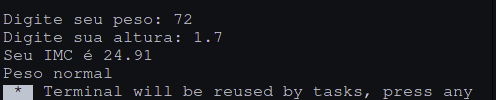 Digite seu peso: 72
Digite sua altura: 1.7
Seu IMC é 24.91
Peso normal
* Terminal will be reused by tasks, press any